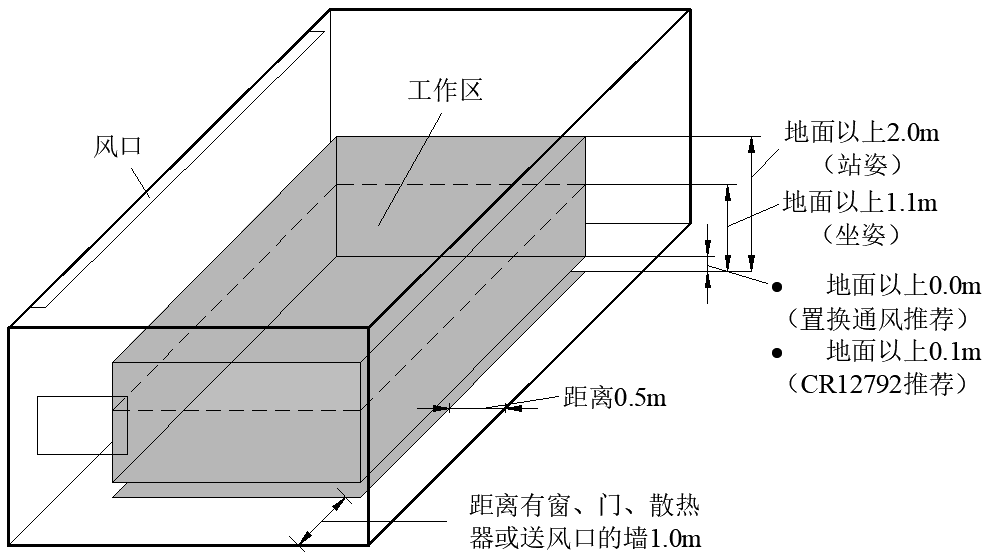 工作区
风口
地面以上2.0m
（站姿）
地面以上1.1m
（坐姿）
● 地面以上0.0m
（置换通风推荐）
● 地面以上0.1m
（CR12792推荐）
距离0.5m
距离有窗、门、散热
器或送风口的墙1.0m